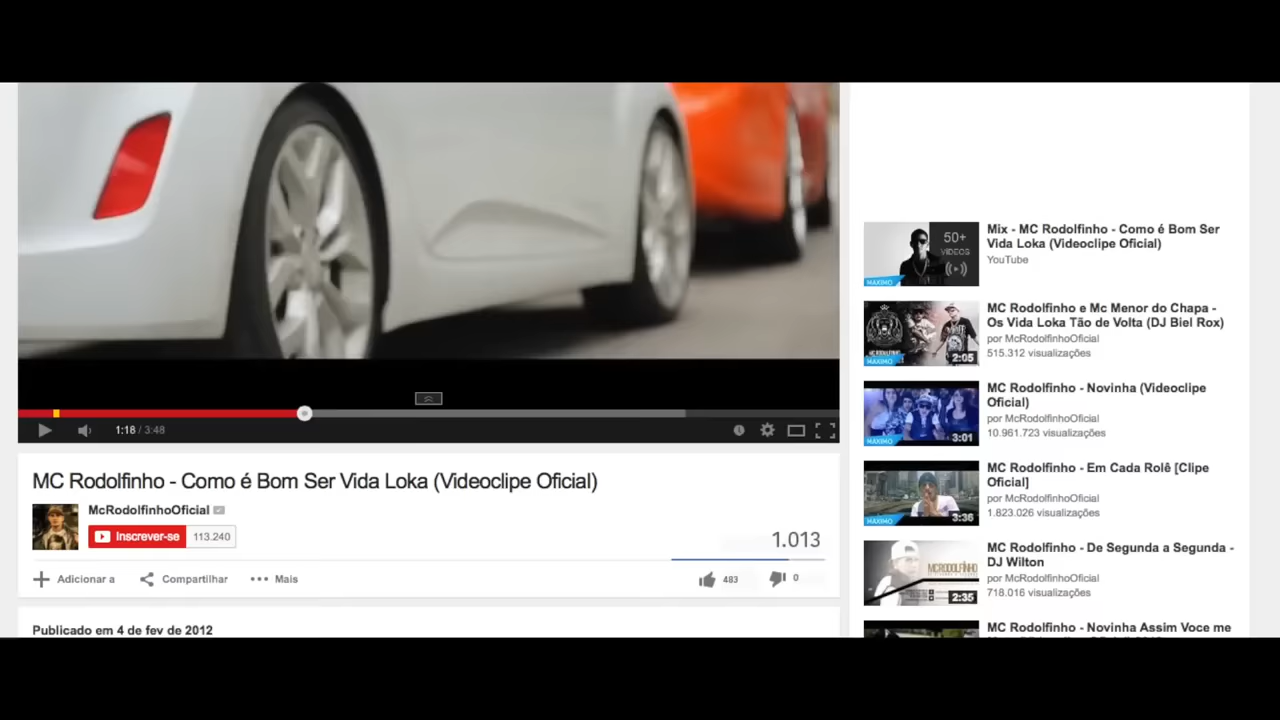 1:18 / 3:48
MC Rodolfinho - Como é Bom Ser Vida Loka (Videoclipe Oficial)
McRodolfinhoOficial
Inscrever-se 113.240
1.013
Adicionar a Compartilhar Mais 483 0
Publicado em 4 de fev de 2012
50+
VIDEOS
MAXIMO
Mix - MC Rodolfinho - Como é Bom Ser
Vida Loka (Videoclipe Oficial)
YouTube
2:05
MAXIMO
MC Rodolfinho e Mc Menor do Chapa -
Os Vida Loka Tão de Volta (DJ Biel Rox)
por McRodolfinhoOficial
515.312 visualizações
3:01
MAXIMO
MC Rodolfinho - Novinha (Videoclipe
Oficial)
por McRodolfinhoOficial
10.961.723 visualizações
3:36
MAXIMO
MC Rodolfinho - Em Cada Rolê [Clipe
Oficial]
por McRodolfinhoOficial
1.823.026 visualizações
MCRODOLFINHO
2:35
MC Rodolfinho - De Segunda a Segunda -
DJ Wilton
por McRodolfinhoOficial
718.016 visualizações
MC Rodolfinho - Novinha Assim Voce me